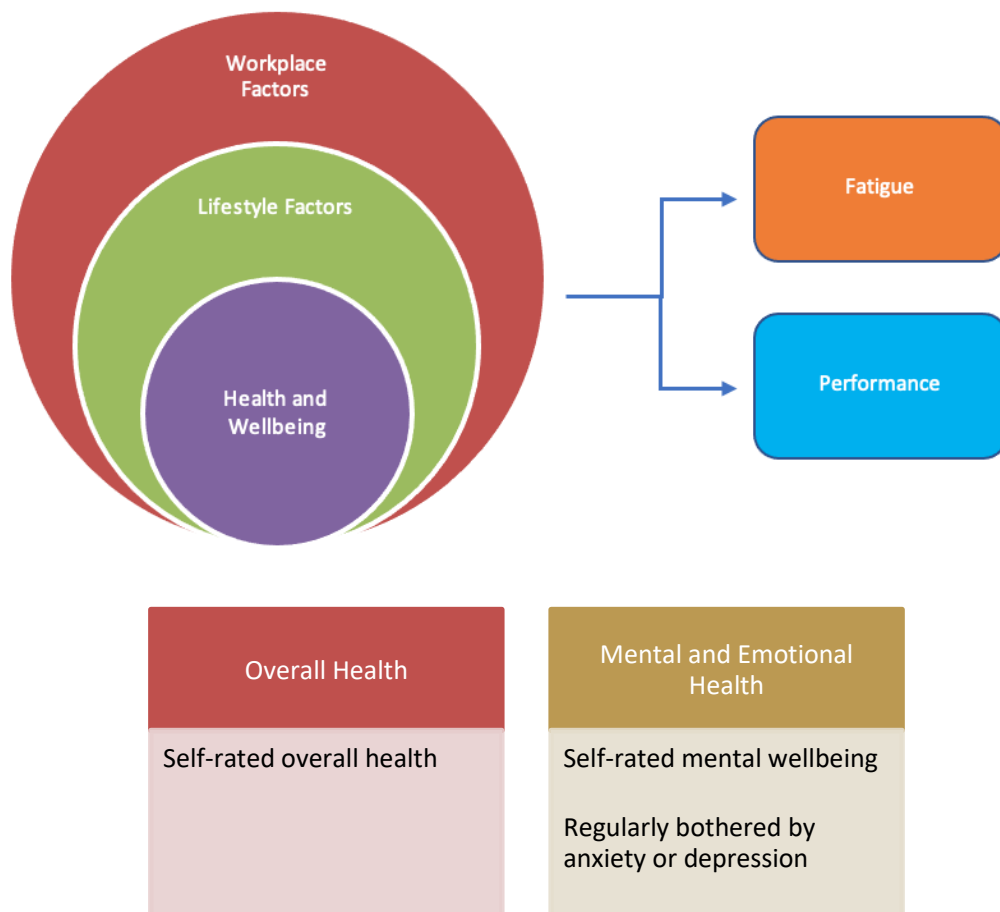 Workplace
Factors
Lifestyle Factors
Health and
Wellbeing
Fatigue
Performance
Overall Health
Self-rated overall health
Mental and Emotional
Health
Self-rated mental wellbeing
Regularly bothered by
anxiety or depression